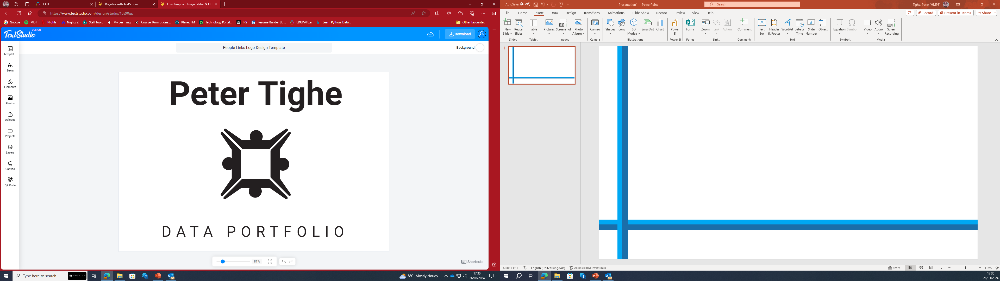 KATE
Register with TextStudio
Free Graphic Design Editor & On
https://www.textstudio.com/design/studio/18s90gp
Google MDT Nights Nights 2 Staff tools My Learning Course: Promotiona... Planet FM Technology Portal... IRS Resume Builder | Li... EDUKATE.ai Learn Python, Data... Other favourites
TextStudio DESIGN
Download
People Links Logo Design Template
Background
Templat...
Texts
Elements
Photos
Uploads
Projects
Layers
Canvas
QR Code
Peter Tighe
DATA PORTFOLIO
81%
Shortcuts
Type here to search
8°C Mostly cloudy
17:30
26/03/2024
AutoSave Off
Presentation1 - PowerPoint
Search
Tighe, Peter [HMPS]
File Home Insert Draw Design Transitions Animations Slide Show Record Review View Help
Record
Present in Teams
Share
New Slide
Reuse Slides
Table
Pictures
Screenshot
Photo Album
Cameo
Shapes
Icons
3D Models
SmartArt
Chart
Power BI
Forms
Zoom
Link
Action
Comment
Text Box
Header & Footer
WordArt
Date & Time
Slide Number
Object
Equation
Symbol
Video
Audio
Screen Recording
Slides Tables Images Camera Illustrations Power BI Forms Links Comments Text Symbols Media
1
Slide 1 of 1
English (United Kingdom)
Accessibility: Investigate
Notes
114%
17:30
26/03/2024